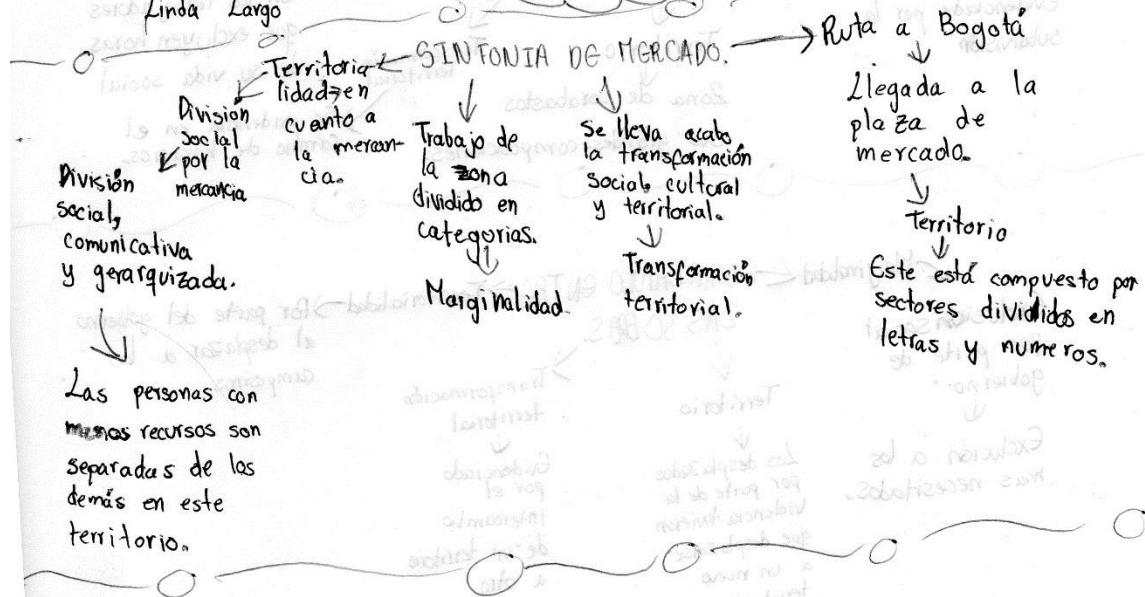 Linda Largo
SINFONIA DE MERCADO.
Territoria
lidad → en
cuanto a
la mercan-
cia.
División
social
por la
mercancia
División
social,
comunicativa
y gerarquizada.
Las personas con
menos recursos son
separadas de los
demás en este
territorio.
Trabajo de
la zona
dividido en
categorias.
Marginalidad.
Se lleva acabo
la transformación
social, cultural
y territorial.
Transformación
territorial.
Ruta a Bogotá
Llegada a la
plaza de
mercado.
Territorio
Este está compuesto por
sectores divididos en
letras y numeros.